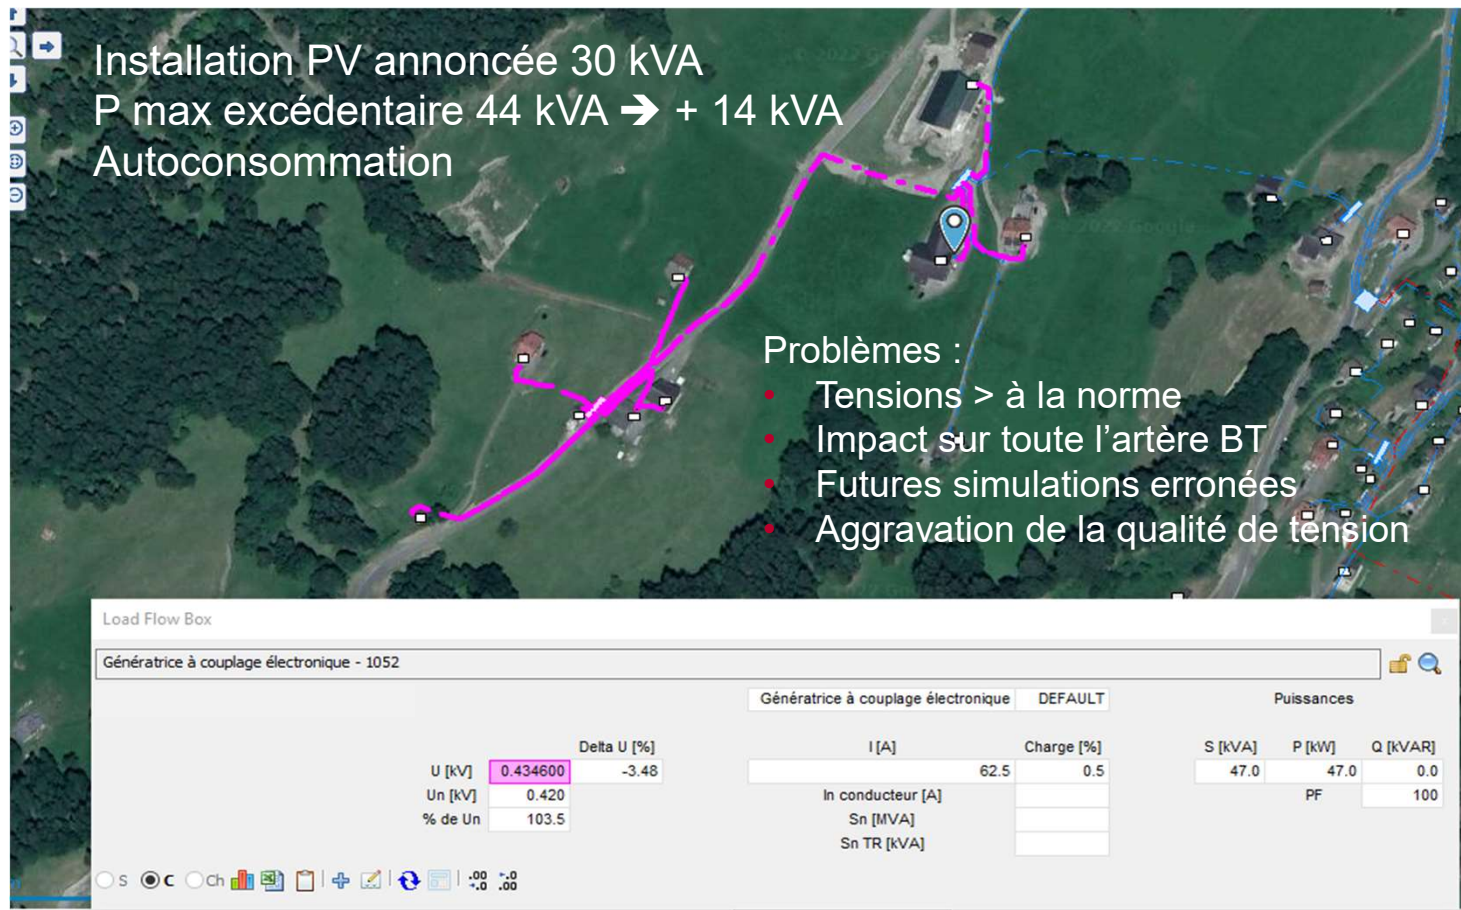 Installation PV annoncée 30 kVA
P max excédentaire 44 kVA ➔ + 14 kVA
Autoconsommation
Problèmes :
• Tensions > à la norme
• Impact sur toute l'artère BT
• Futures simulations erronées
• Aggravation de la qualité de tension
Load Flow Box
Génératrice à couplage électronique - 1052
Génératrice à couplage électronique DEFAULT Puissances
Delta U [%] I [A] Charge [%] S [kVA] P [kW] Q [kVAR]
U [kV] 0.434600 -3.48 62.5 0.5 47.0 47.0 0.0
Un [kV] 0.420 In conducteur [A] PF 100
% de Un 103.5 Sn [MVA]
Sn TR [kVA]
S C Ch .00 .0 .0 .00